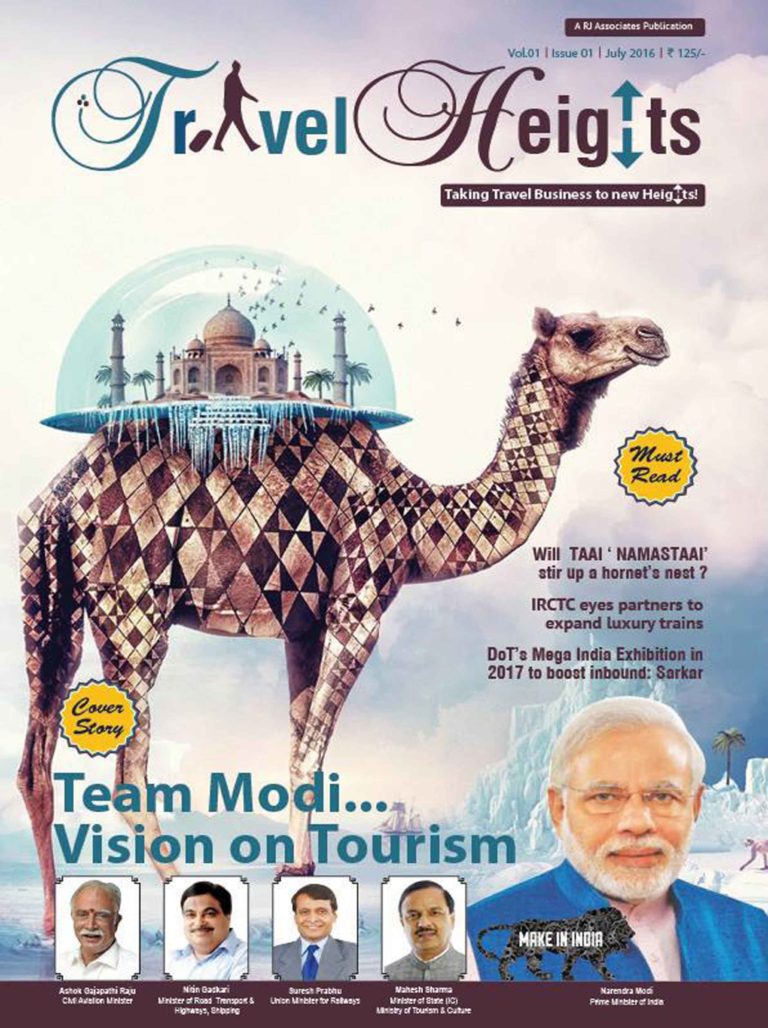 A RJ Associates Publication
Vol.01 | Issue 01 | July 2016 | ₹ 125/-
Travel Heights
Taking Travel Business to new Heights!
Must
Read
Will TAAI ‘ NAMASTAAI’
stir up a hornet's nest ?
IRCTC eyes partners to
expand luxury trains
DoT's Mega India Exhibition in
2017 to boost inbound: Sarkar
Cover
Story
Team Modi...
Vision on Tourism
MAKE IN INDIA
Ashok Gajapathi Raju
Civil Aviation Minister
Nitin Gadkari
Minister of Road Transport &
Highways, Shipping
Suresh Prabhu
Union Minister for Railways
Mahesh Sharma
Minister of State (IC)
Ministry of Tourism & Culture
Narendra Modi
Prime Minister of India